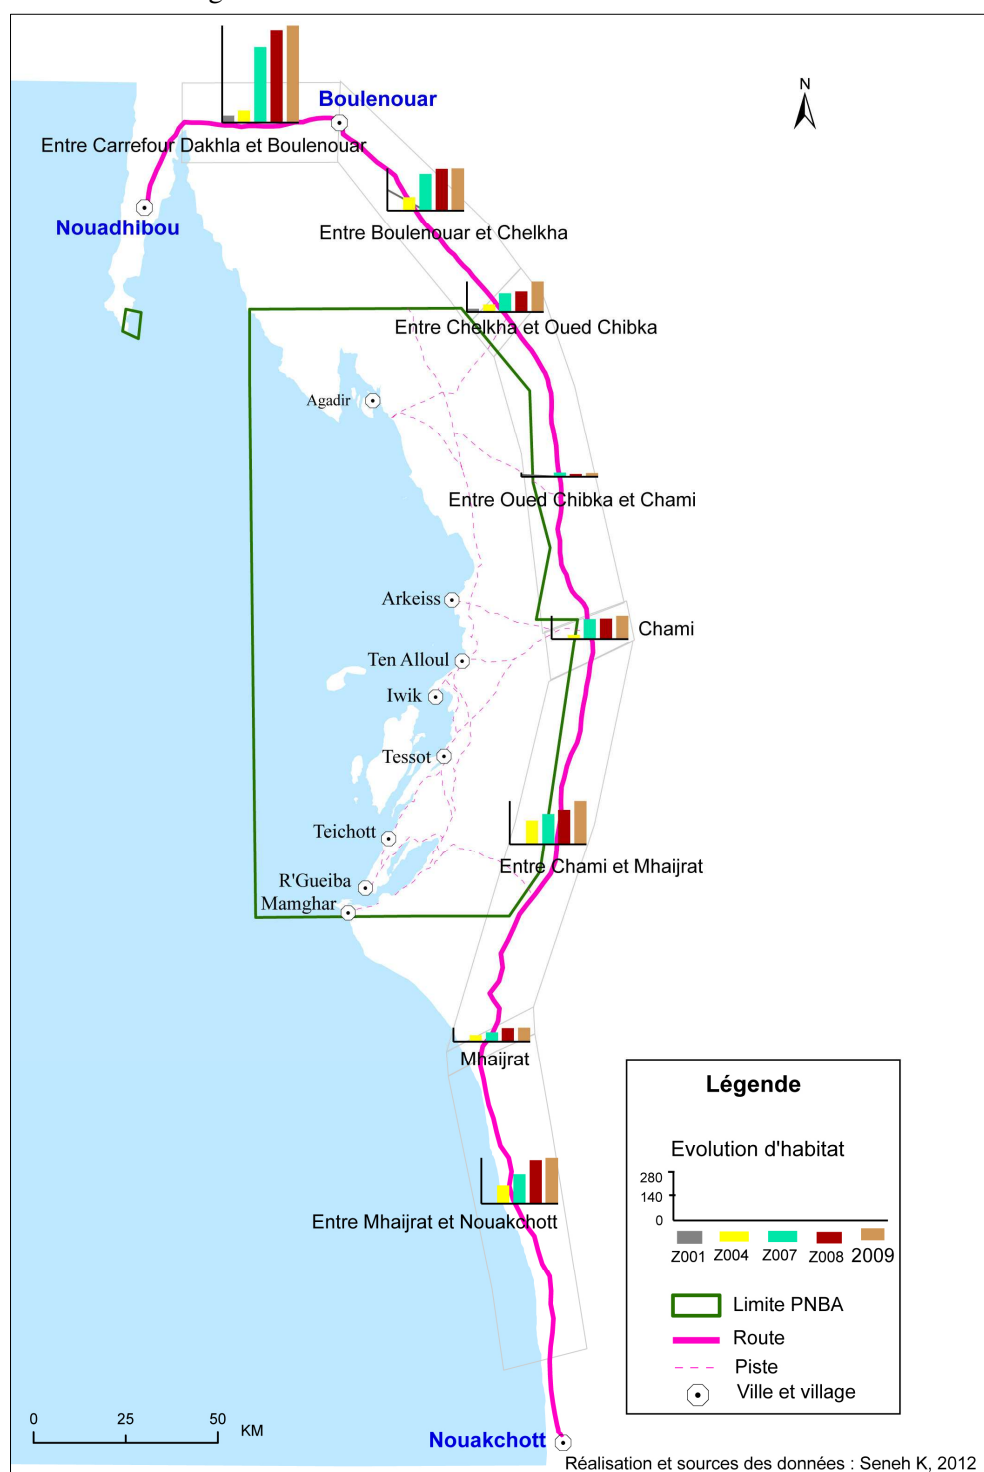 N
Boulenouar
Entre Carrefour Dakhla et Boulenouar
Nouadhibou
Entre Boulenouar et Chelkha
Entre Chelkha et Oued Chibka
Agadir
Entre Oued Chibka et Chami
Arkeiss
Chami
Ten Alloul
Iwik
Tessot
Teichott
Entre Chami et Mhaijrat
R'Gueiba
Mamghar
Mhaijrat
Légende
Evolution d'habitat
280
140
0
Z001 Z004 Z007 Z008 2009
Entre Mhaijrat et Nouakchott
Limite PNBA
Route
Piste
Ville et village
0 25 50
KM
Nouakchott
Réalisation et sources des données : Seneh K, 2012